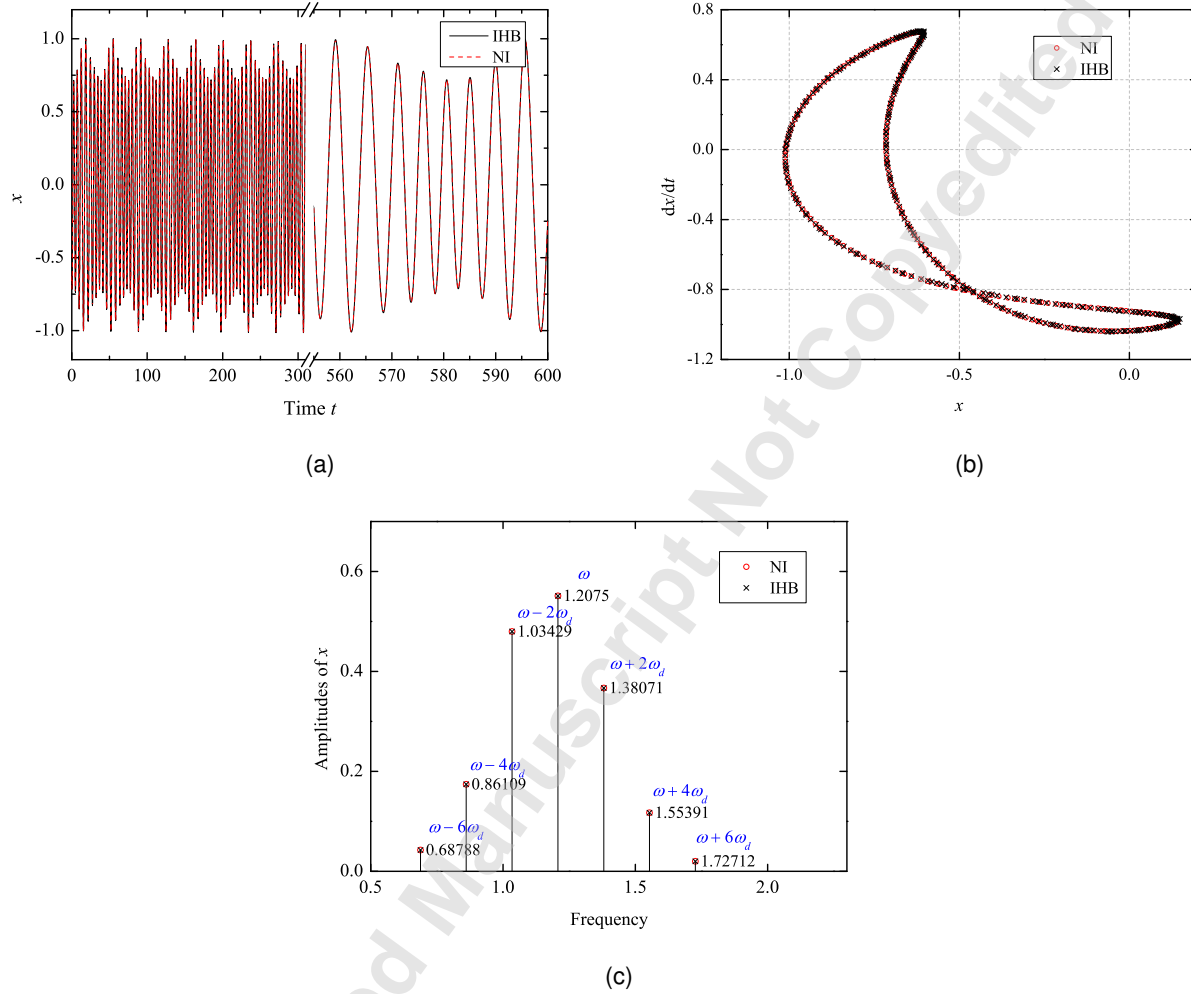 IHB
NI
1.0
0.5
0.0
-0.5
-1.0
x
0 100 200 300 560 570 580 590 600
Time t
(a)
NI
IHB
0.8
0.4
0.0
-0.4
-0.8
-1.2
dx/dt
-1.0 -0.5 0.0
x
(b)
NI
IHB
0.6
0.4
0.2
0.0
Amplitudes of x
ω
1.2075
ω − 2ω_d
1.03429
ω + 2ω_d
1.38071
ω − 4ω_d
0.86109
ω + 4ω_d
1.55391
ω − 6ω_d
0.68788
ω + 6ω_d
1.72712
0.5 1.0 1.5 2.0
Frequency
(c)
Manuscript Not Copyedited